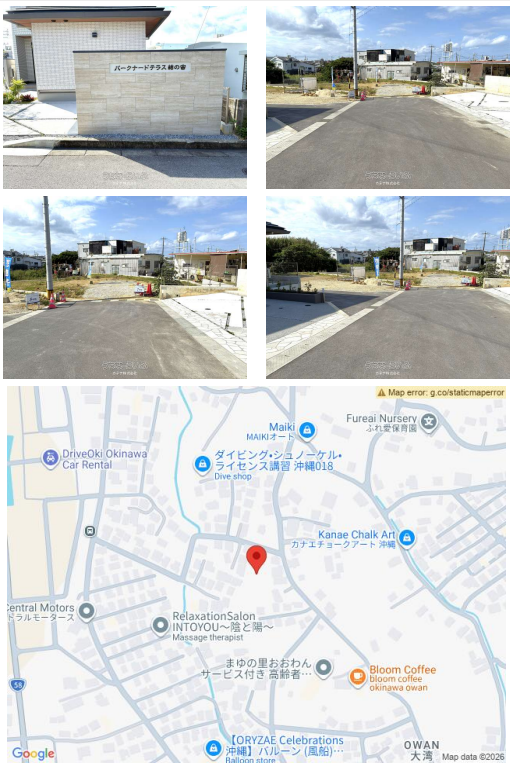 パークナードテラス緑の街
Map error: g.co/staticmaperror
Maiki
MAIKIオート
Fureai Nursery
ふれ愛保育園
DriveOki Okinawa
Car Rental
ダイビング•シュノーケル•
ライセンス講習 沖縄018
Dive shop
Kanae Chalk Art
カナエチョークアート 沖縄
Central Motors
ドラルモータース
RelaxationSalon
INTOYOU〜陰と陽〜
Massage therapist
まゆの里おおわん
サービス付き 高齢者…
Bloom Coffee
bloom coffee
okinawa owan
58
【ORYZAE Celebrations
沖縄】バルーン (風船)…
Balloon store
OWAN
大湾
Google
Map data ©2026